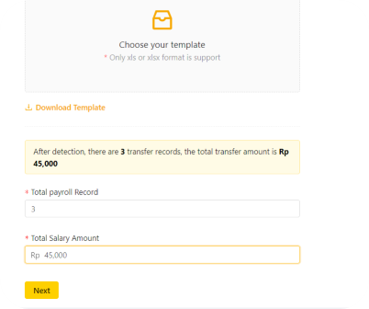 Choose your template
* Only sls or xlsx format is support
Download Template
After detection, there are 3 transfer records, the total transfer amount is Rp
45,000
* Total payroll Record
3
* Total Salary Amount
Rp 45,000
Next